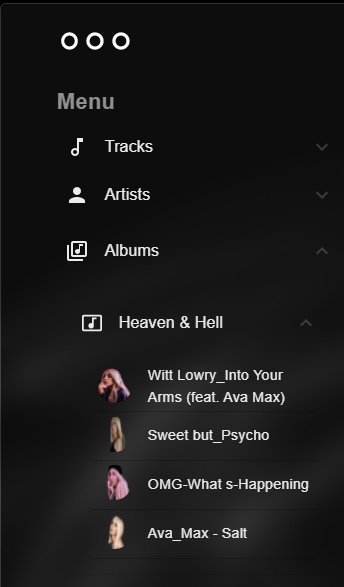 Menu
Tracks
Artists
Albums
Heaven & Hell
Witt Lowry_Into Your
Arms (feat. Ava Max)
Sweet but_Psycho
OMG-What s-Happening
Ava_Max - Salt